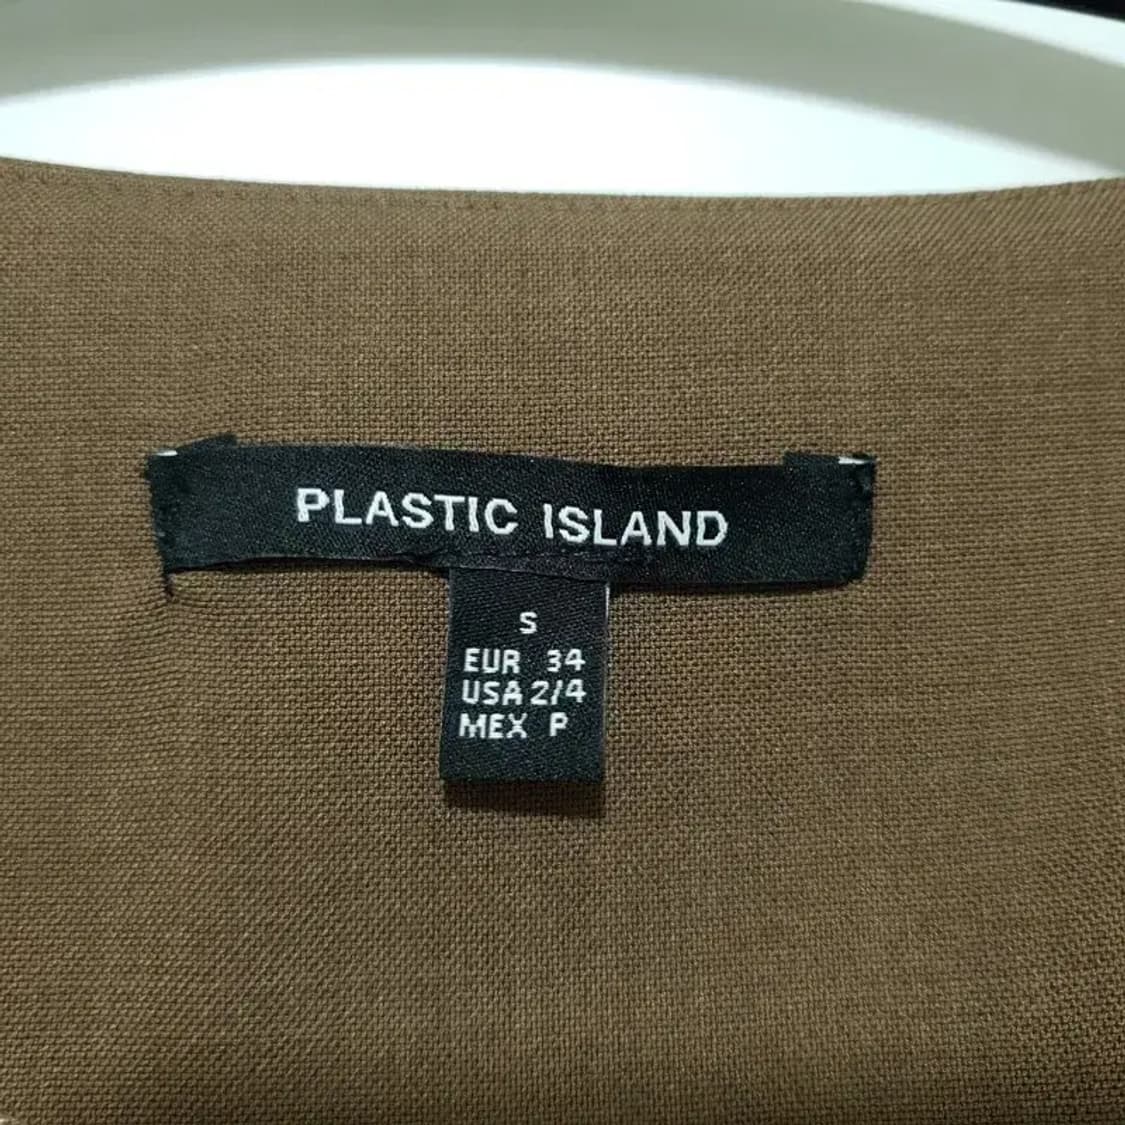 PLASTIC ISLAND
S
EUR 34
USA 2/4
MEX P